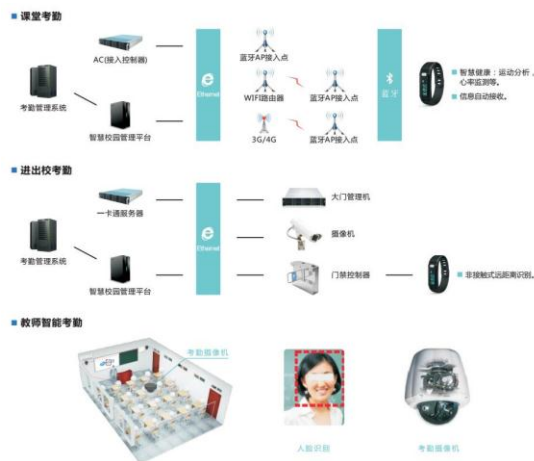 课堂考勤
AC(接入控制器)
考勤管理系统
智慧校园管理平台
Ethernet
蓝牙AP接入点
WIFI路由器
蓝牙AP接入点
3G/4G
蓝牙AP接入点
蓝牙
智慧健康：运动分析，
心率监测等。
信息自动接收。
进出校考勤
一卡通服务器
考勤管理系统
智慧校园管理平台
Ethernet
大门管理机
摄像机
门禁控制器
非接触式远距离识别。
教师智能考勤
考勤摄像机
人脸识别
考勤摄像机